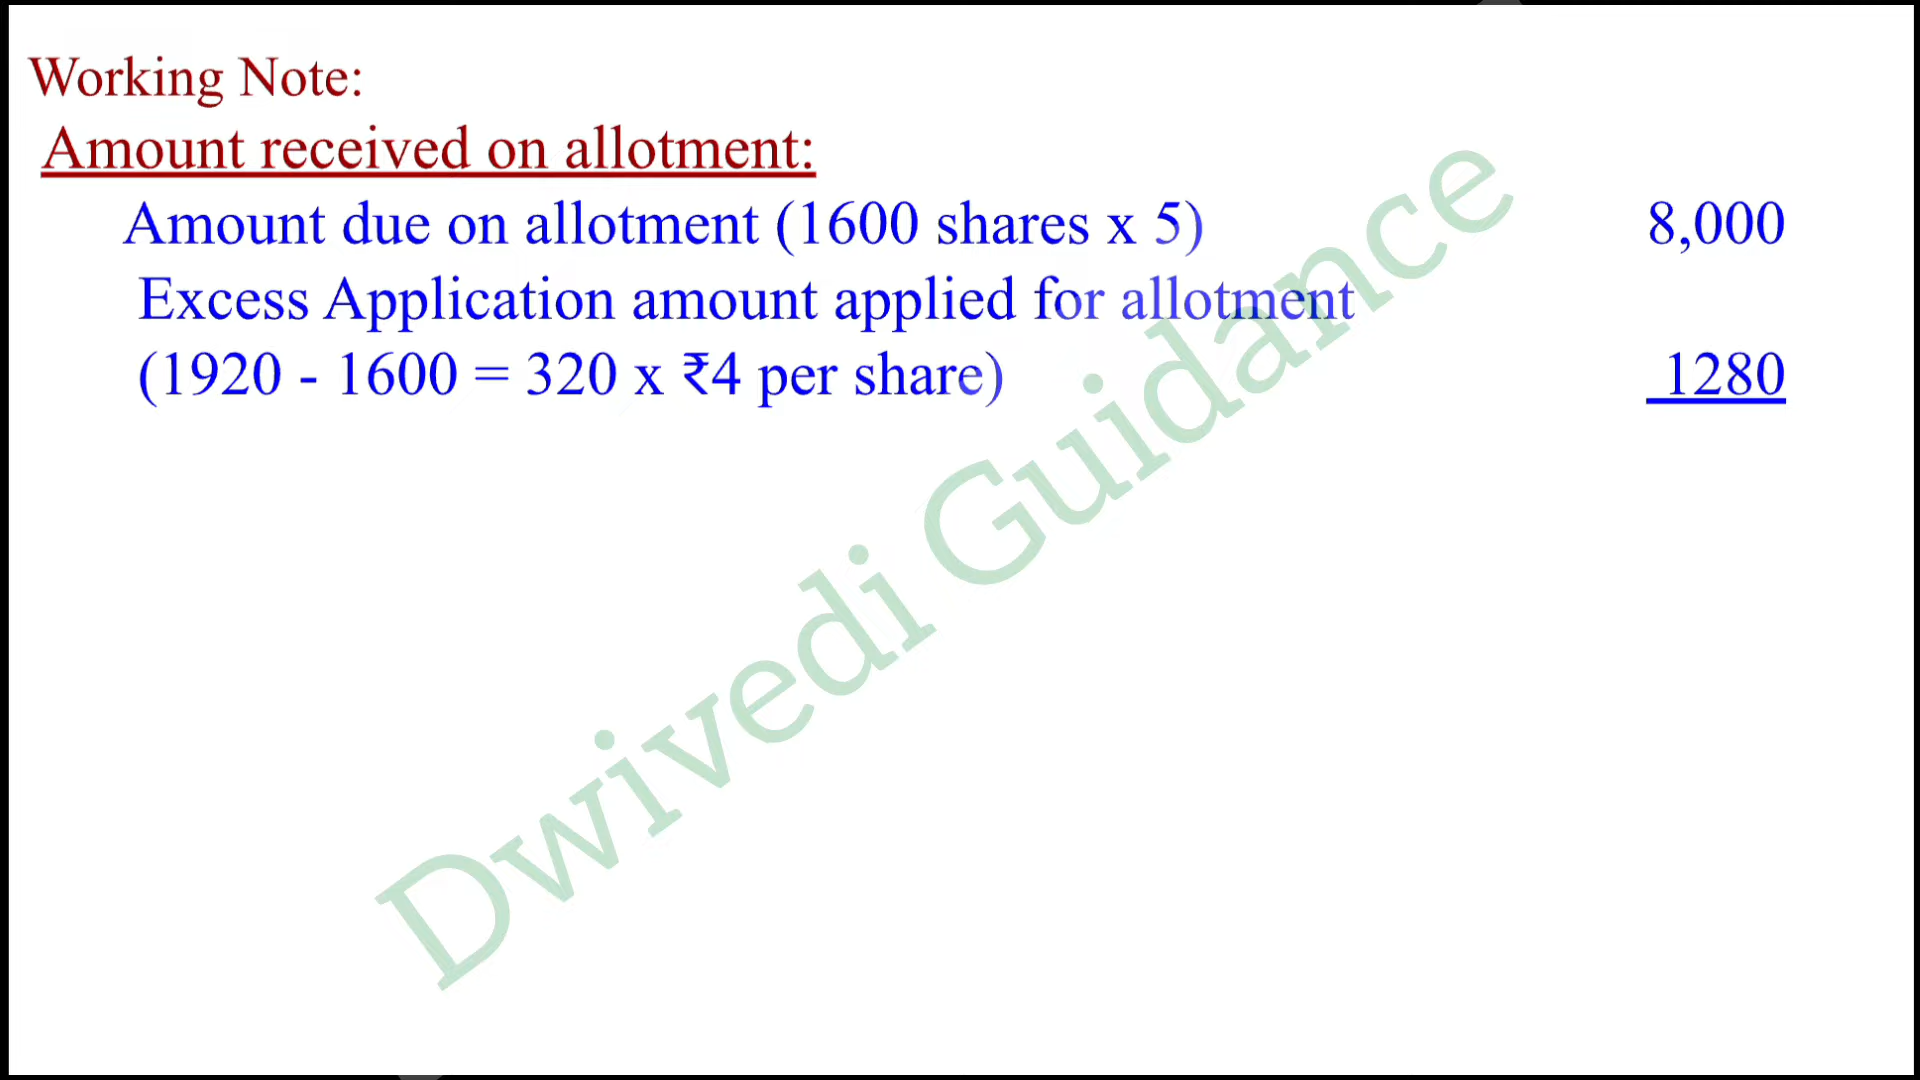 Working Note:
Amount received on allotment:
Amount due on allotment (1600 shares x 5) 8,000
Excess Application amount applied for allotment
(1920 - 1600 = 320 x ₹4 per share) 1280
Dwivedi Guidance